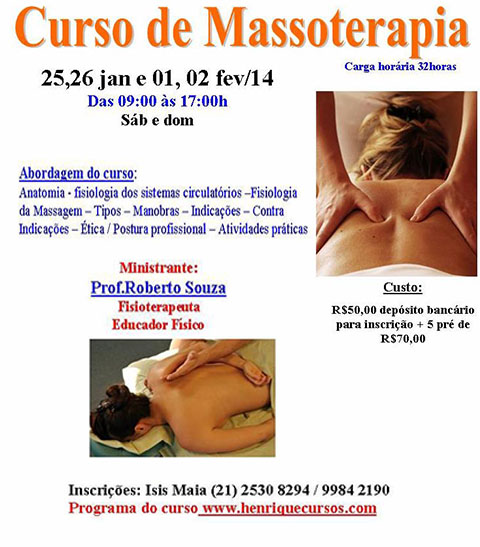 Curso de Massoterapia
Carga horária 32horas
25,26 jan e 01, 02 fev/14
Das 09:00 às 17:00h
Sáb e dom
Abordagem do curso:
Anatomia - fisiologia dos sistemas circulatórios –Fisiologia
da Massagem – Tipos – Manobras – Indicações – Contra
Indicações – Ética / Postura profissional – Atividades práticas
Ministrante:
Prof.Roberto Souza
Fisioterapeuta
Educador Físico
Custo:
R$50,00 depósito bancário
para inscrição + 5 pré de
R$70,00
Inscrições: Isis Maia (21) 2530 8294 / 9984 2190
Programa do curso www.henriquecursos.com